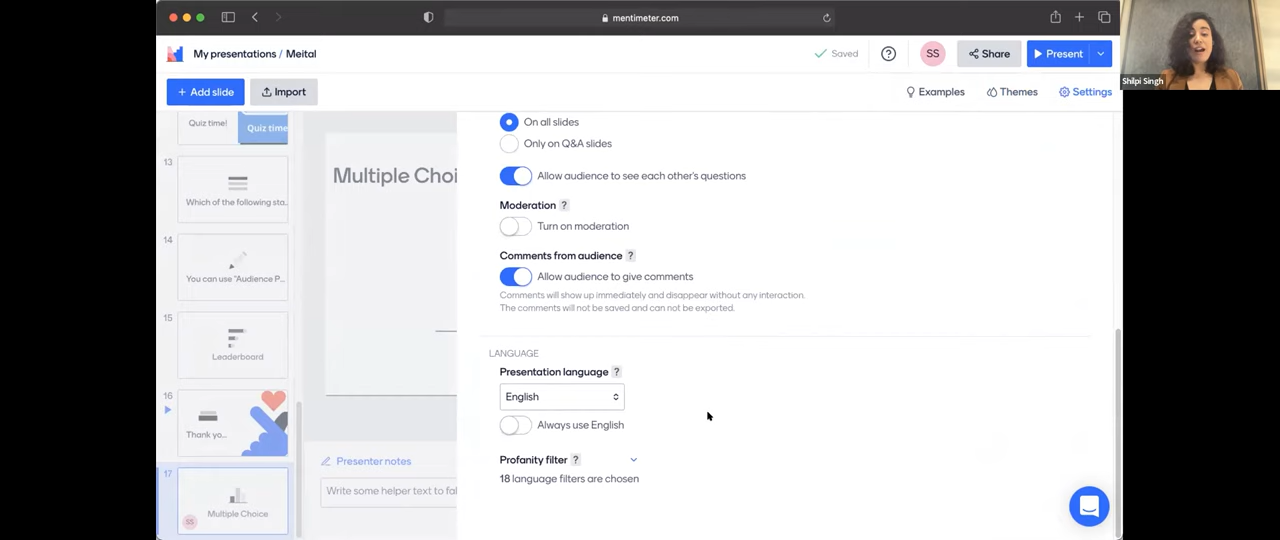 mentimeter.com
Shilpi Singh
My presentations / Meital
Saved
?
SS
Share
Present
+ Add slide
Import
Examples
Themes
Settings
Quiz time!
Quiz time
13
Which of the following sta..
14
You can use "Audience P...
15
Leaderboard
16
Thank yo...
17
Multiple Choice
SS
Multiple Choi
Presenter notes
Write some helper text to fal
On all slides
Only on Q&A slides
Allow audience to see each other's questions
Moderation ?
Turn on moderation
Comments from audience ?
Allow audience to give comments
Comments will show up immediately and disappear without any interaction.
The comments will not be saved and can not be exported.
LANGUAGE
Presentation language ?
English
Always use English
Profanity filter ?
18 language filters are chosen